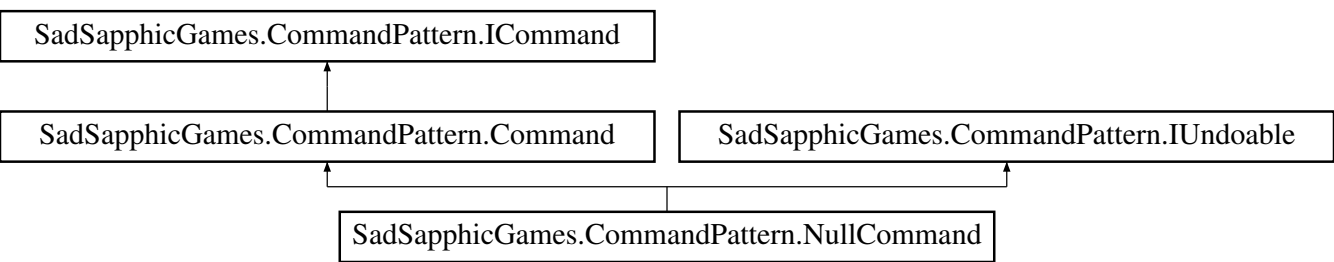 SadSapphicGames.CommandPattern.ICommand
SadSapphicGames.CommandPattern.Command
SadSapphicGames.CommandPattern.IUndoable
SadSapphicGames.CommandPattern.NullCommand